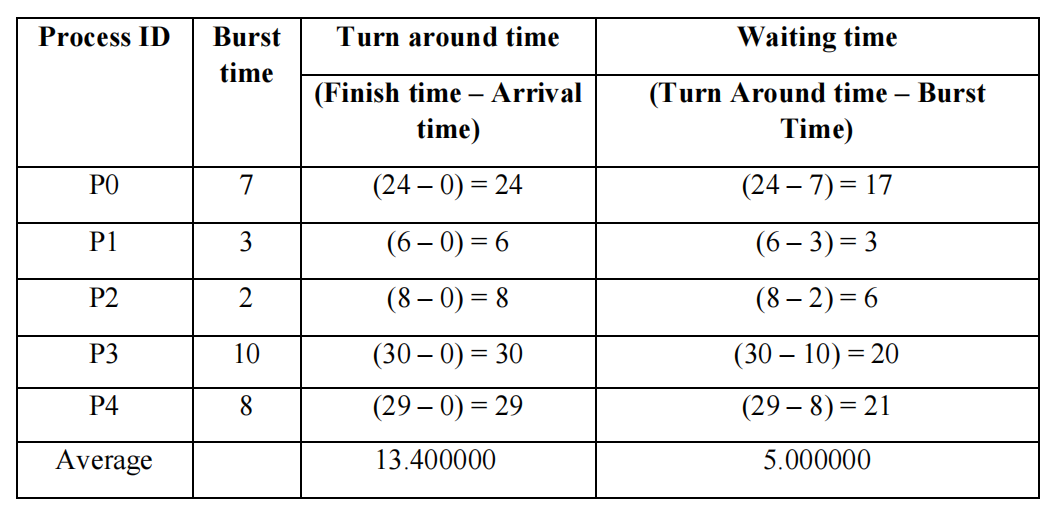 Process ID Burst time Turn around time Waiting time
(Finish time – Arrival time) (Turn Around time – Burst Time)
P0 7 (24 – 0) = 24 (24 – 7) = 17
P1 3 (6 – 0) = 6 (6 – 3) = 3
P2 2 (8 – 0) = 8 (8 – 2) = 6
P3 10 (30 – 0) = 30 (30 – 10) = 20
P4 8 (29 – 0) = 29 (29 – 8) = 21
Average 13.400000 5.000000